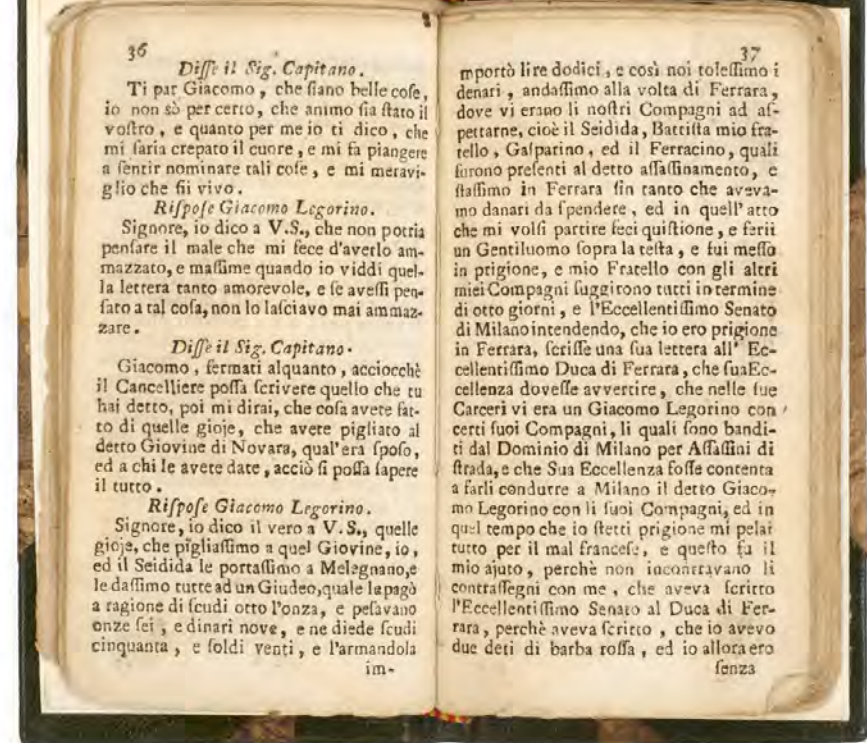 36
Diſſe il Sig. Capitano.
Ti par Giacomo, che ſiano belle coſe,
io non sò per certo, che animo ſia ſtato il
voſtro, e quanto per me io ti dico, che
mi ſaria crepato il cuore, e mi fa piangere
a ſentir nominare tali coſe, e mi meravi-
glio che ſii vivo.
Riſpoſe Giacomo Legorino.
Signore, io dico a V.S., che non potria
penſare il male che mi fece d'averlo am-
mazzato, e maſſime quando io viddi quel-
la lettera tanto amorevole, e ſe aveſſi pen-
ſato a tal coſa, non lo laſciavo mai ammaz-
zare.
Diſſe il Sig. Capitano.
Giacomo, fermati alquanto, acciocchè
il Cancelliere poſſa ſcrivere quello che tu
hai detto, poi mi dirai, che coſa avete fat-
to di quelle gioje, che avete pigliato al
detto Giovine di Novara, qual'era ſpoſo,
ed a chi le avete date, acciò ſi poſſa ſapere
il tutto.
Riſpoſe Giacomo Legorino.
Signore, io dico il vero a V.S., quelle
gioje, che pigliaſſimo a quel Giovine, io,
ed il Seidida le portaſſimo a Melegnano, e
le daſſimo tutte ad un Giudeo, quale le pagò
a ragione di ſcudi otto l'onza, e peſavano
onze ſei, e dinari nove, e ne diede ſcudi
cinquanta, e ſoldi venti, e l'armandola
im-
37
mportò lire dodici, e così noi toleſſimo i
denari, andaſſimo alla volta di Ferrara,
dove vi erano li noſtri Compagni ad aſ-
pettarne, cioè il Seidida, Battiſta mio fra-
tello, Gaſparino, ed il Ferracino, quali
furono preſenti al detto aſſaſſinamento, e
ſtaſſimo in Ferrara ſin tanto che aveva-
mo danari da ſpendere, ed in quell'atto
che mi volſi partire feci quiſtione, e ferii
un Gentiluomo ſopra la teſta, e fui meſſo
in prigione, e mio Fratello con gli altri
miei Compagni fuggirono tutti in termine
di otto giorni, e l'Eccellentiſſimo Senato
di Milano intendendo, che io ero prigione
in Ferrara, ſcriſſe una ſua lettera all' Ec-
cellentiſſimo Duca di Ferrara, che ſua Ec-
cellenza doveſſe avvertire, che nelle ſue
Carceri vi era un Giacomo Legorino con
certi ſuoi Compagni, li quali ſono bandi-
ti dal Dominio di Milano per Aſſaſſini di
ſtrada, e che Sua Eccellenza foſſe contenta
a farli condurre a Milano il detto Giaco-
mo Legorino con li ſuoi Compagni, ed in
quel tempo che io ſtetti prigione mi pelai
tutto per il mal franceſe, e queſto fu il
mio ajuto, perchè non incontravano li
contraſſegni con me, che aveva ſcritto
l'Eccellentiſſimo Senato al Duca di Fer-
rara, perchè aveva ſcritto, che io avevo
due deti di barba roſſa, ed io allora ero
ſenza